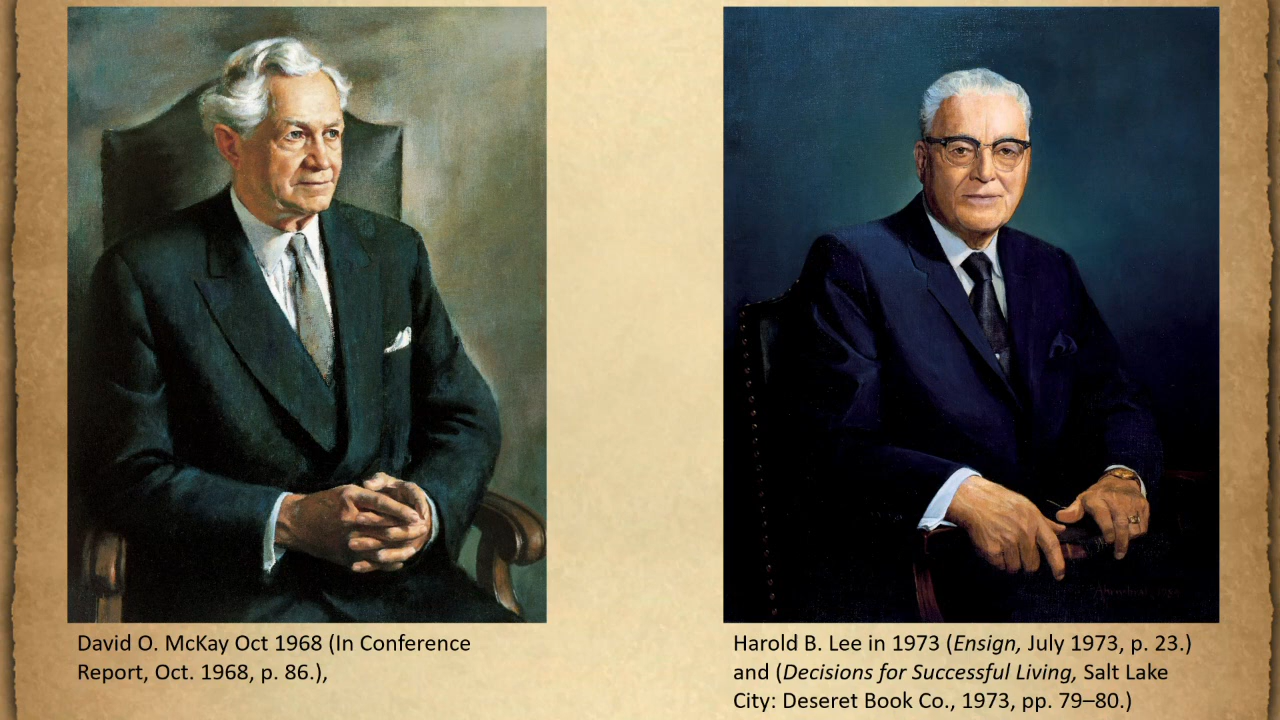 David O. McKay Oct 1968 (In Conference
Report, Oct. 1968, p. 86.),
Harold B. Lee in 1973 (Ensign, July 1973, p. 23.)
and (Decisions for Successful Living, Salt Lake
City: Deseret Book Co., 1973, pp. 79–80.)